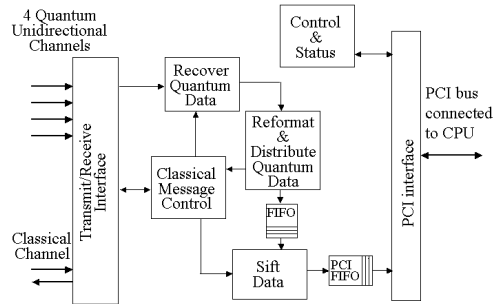 4 Quantum
Unidirectional
Channels
Control
&
Status
Recover
Quantum
Data
Reformat
&
Distribute
Quantum
Data
PCI bus
connected
to CPU
Transmit/Receive
Interface
Classical
Message
Control
PCI interface
FIFO
Classical
Channel
Sift
Data
PCI
FIFO